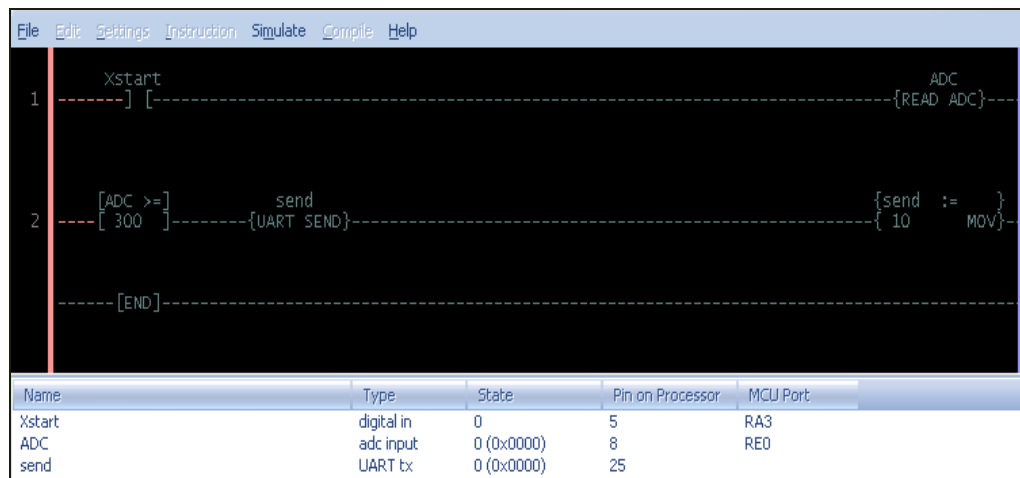 File Edit Settings Instruction Simulate Compile Help
Xstart ADC
1 -------] [--------------------------------------------------------------------------------{READ ADC}----
[ADC >=] send {send := }
2 ----[ 300 ]--------{UART SEND}--------------------------------------------------------{ 10 MOV}-
------[END]--------------------------------------------------------------------------------------------
Name Type State Pin on Processor MCU Port
Xstart digital in 0 5 RA3
ADC adc input 0 (0x0000) 8 RE0
send UART tx 0 (0x0000) 25